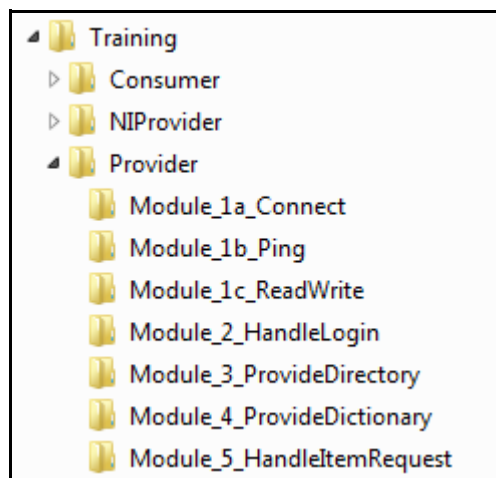 Training
Consumer
NIProvider
Provider
Module_1a_Connect
Module_1b_Ping
Module_1c_ReadWrite
Module_2_HandleLogin
Module_3_ProvideDirectory
Module_4_ProvideDictionary
Module_5_HandleItemRequest